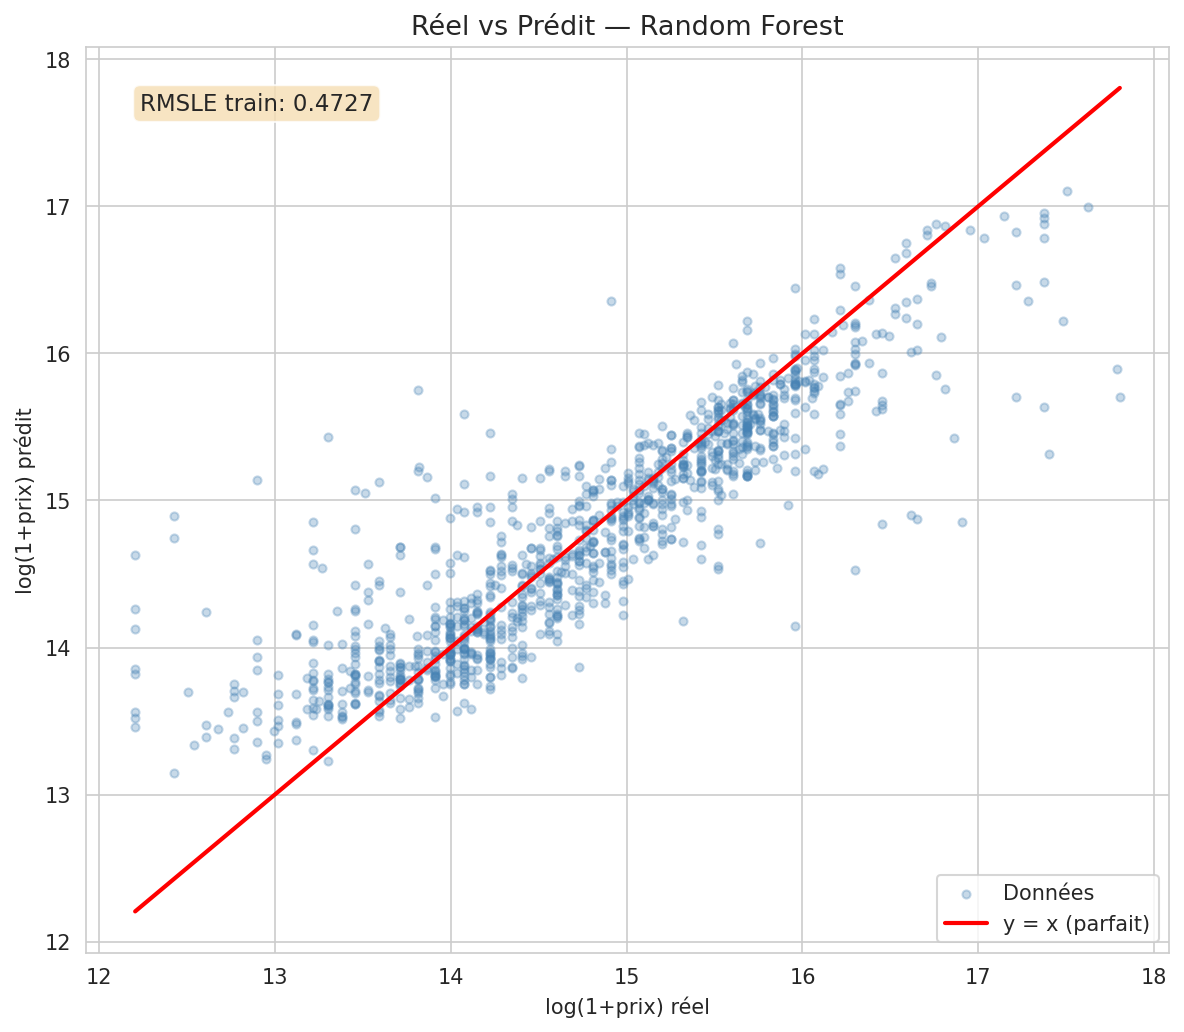 Réel vs Prédit — Random Forest
RMSLE train: 0.4727
18
17
16
15
14
13
12
log(1+prix) prédit
12 13 14 15 16 17 18
log(1+prix) réel
Données
y = x (parfait)